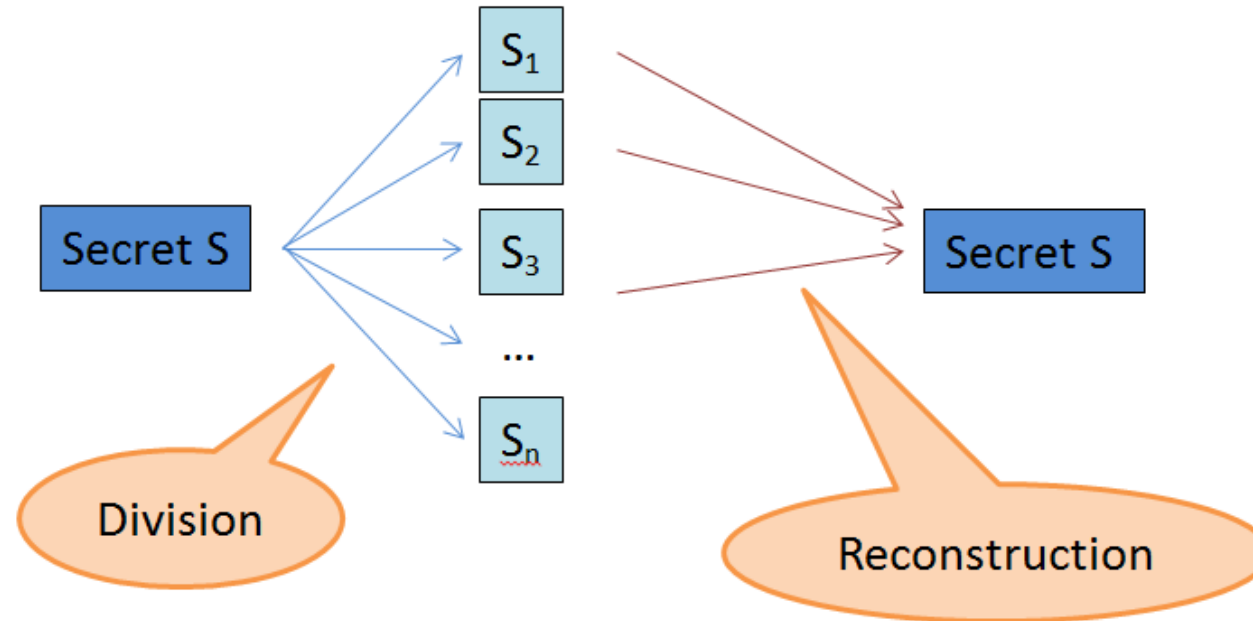 S₁
S₂
Secret S
S₃
Secret S
...
Sₙ
Division
Reconstruction